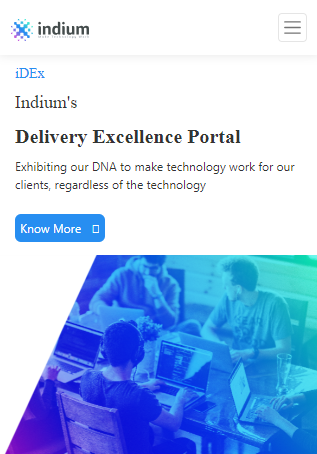 indium
iDEx
Indium's
Delivery Excellence Portal
Exhibiting our DNA to make technology work for our
clients, regardless of the technology
Know More